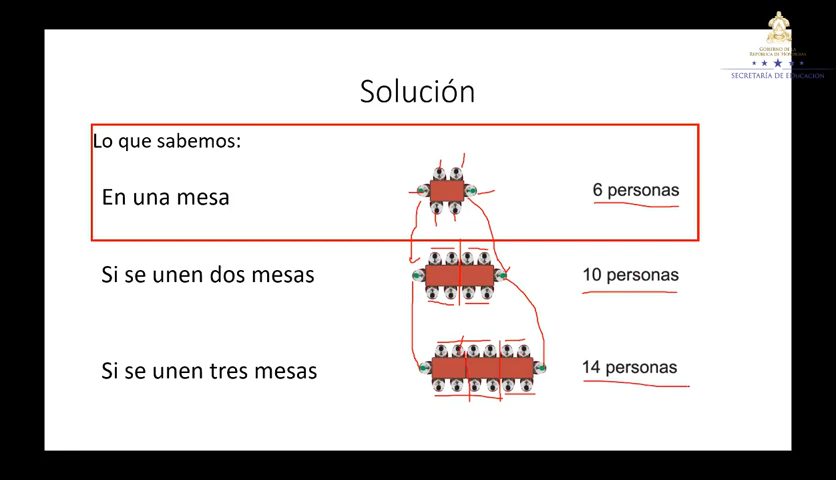 GOBIERNO DE LA
REPÚBLICA DE HONDURAS
SECRETARÍA DE EDUCACIÓN
Solución
Lo que sabemos:
En una mesa
6 personas
Si se unen dos mesas
10 personas
Si se unen tres mesas
14 personas